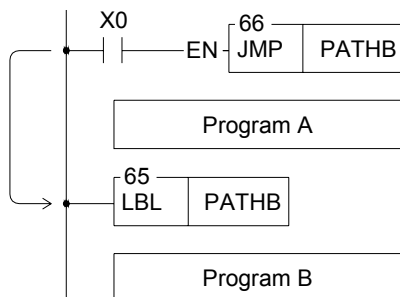 X0
66
EN JMP PATHB
Program A
65
LBL PATHB
Program B